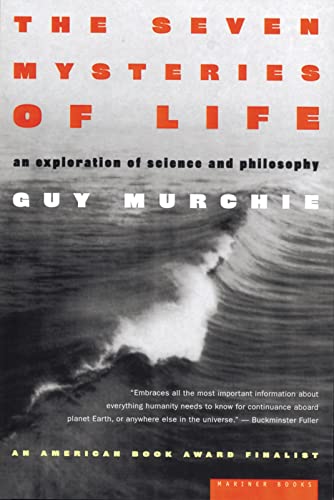 THE SEVEN
MYSTERIES
OF LIFE
an exploration of science and philosophy
GUY MURCHIE
"Embraces all the most important information about
everything humanity needs to know for continuance aboard
planet Earth, or anywhere else in the universe." — Buckminster Fuller
AN AMERICAN BOOK AWARD FINALIST
MARINER BOOKS